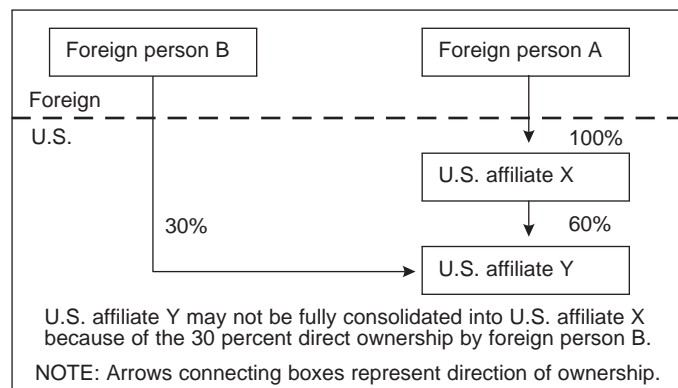 Foreign person B
Foreign person A
Foreign
U.S.
100%
U.S. affiliate X
30%
60%
U.S. affiliate Y
U.S. affiliate Y may not be fully consolidated into U.S. affiliate X
because of the 30 percent direct ownership by foreign person B.
NOTE: Arrows connecting boxes represent direction of ownership.